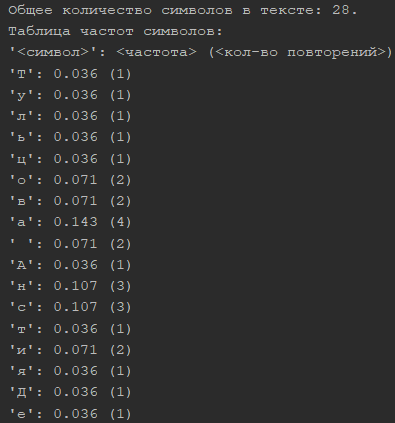 Общее количество символов в тексте: 28.
Таблица частот символов:
'<символ>': <частота> (<кол-во повторений>)
'Т': 0.036 (1)
'у': 0.036 (1)
'л': 0.036 (1)
'ь': 0.036 (1)
'ц': 0.036 (1)
'о': 0.071 (2)
'в': 0.071 (2)
'а': 0.143 (4)
' ': 0.071 (2)
'А': 0.036 (1)
'н': 0.107 (3)
'с': 0.107 (3)
'т': 0.036 (1)
'и': 0.071 (2)
'я': 0.036 (1)
'Д': 0.036 (1)
'е': 0.036 (1)